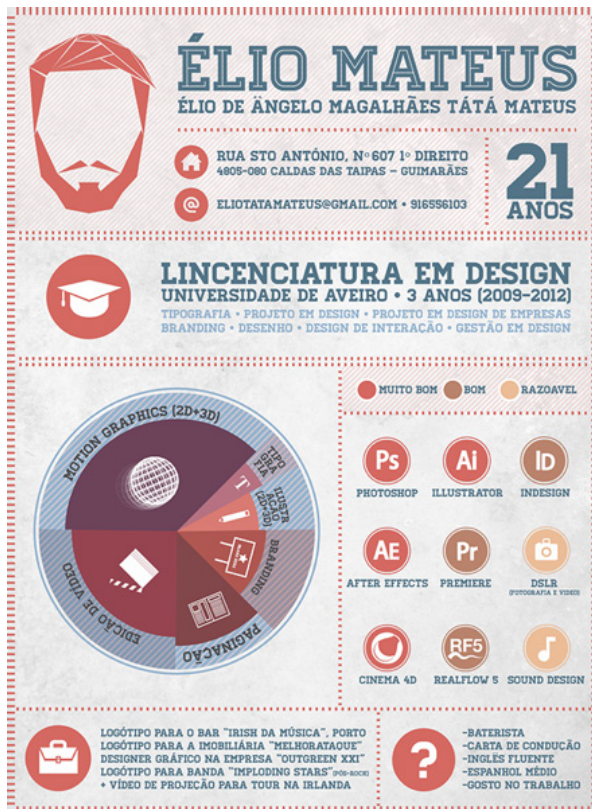 ÉLIO MATEUS
ÉLIO DE ÄNGELO MAGALHÃES TÁTÁ MATEUS
RUA STO ANTÓNIO, Nº 607 1º DIREITO
4805-080 CALDAS DAS TAIPAS – GUIMARÃES
@
ELIOTATAMATEUS@GMAIL.COM • 916556103
21
ANOS
LINCENCIATURA EM DESIGN
UNIVERSIDADE DE AVEIRO • 3 ANOS (2009-2012)
TIPOGRAFIA • PROJETO EM DESIGN • PROJETO EM DESIGN DE EMPRESAS
BRANDING • DESENHO • DESIGN DE INTERAÇÃO • GESTÃO EM DESIGN
MOTION GRAPHICS (2D+3D)
TIPO
GRA
FIA
T
ILUSTR
AÇÃO
(2D+3D)
BRANDING
PAGINAÇÃO
EDIÇÃO DE VÍDEO
MUITO BOM
BOM
RAZOAVEL
Ps
Ai
ID
PHOTOSHOP
ILLUSTRATOR
INDESIGN
AE
Pr
AFTER EFFECTS
PREMIERE
DSLR
(FOTOGRAFIA E VIDEO)
RF5
CINEMA 4D
REALFLOW 5
SOUND DESIGN
LOGÓTIPO PARA O BAR "IRISH DA MÚSICA", PORTO
LOGÓTIPO PARA A IMOBILIÁRIA "MELHORATAQUE"
DESIGNER GRÁFICO NA EMPRESA "OUTGREEN XXI"
LOGÓTIPO PARA BANDA "IMPLODING STARS" (PÓS-ROCK)
+ VÍDEO DE PROJEÇÃO PARA TOUR NA IRLANDA
?
-BATERISTA
-CARTA DE CONDUÇÃO
-INGLÊS FLUENTE
-ESPANHOL MÉDIO
-GOSTO NO TRABALHO